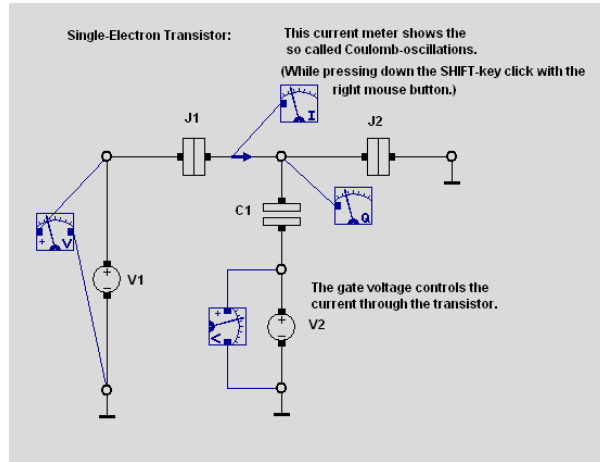 Single-Electron Transistor:
This current meter shows the
so called Coulomb-oscillations.
(While pressing down the SHIFT-key click with the
right mouse button.)
I
J1
J2
C1
Q
+ V
+
V1
The gate voltage controls the
current through the transistor.
+
V
+
V2